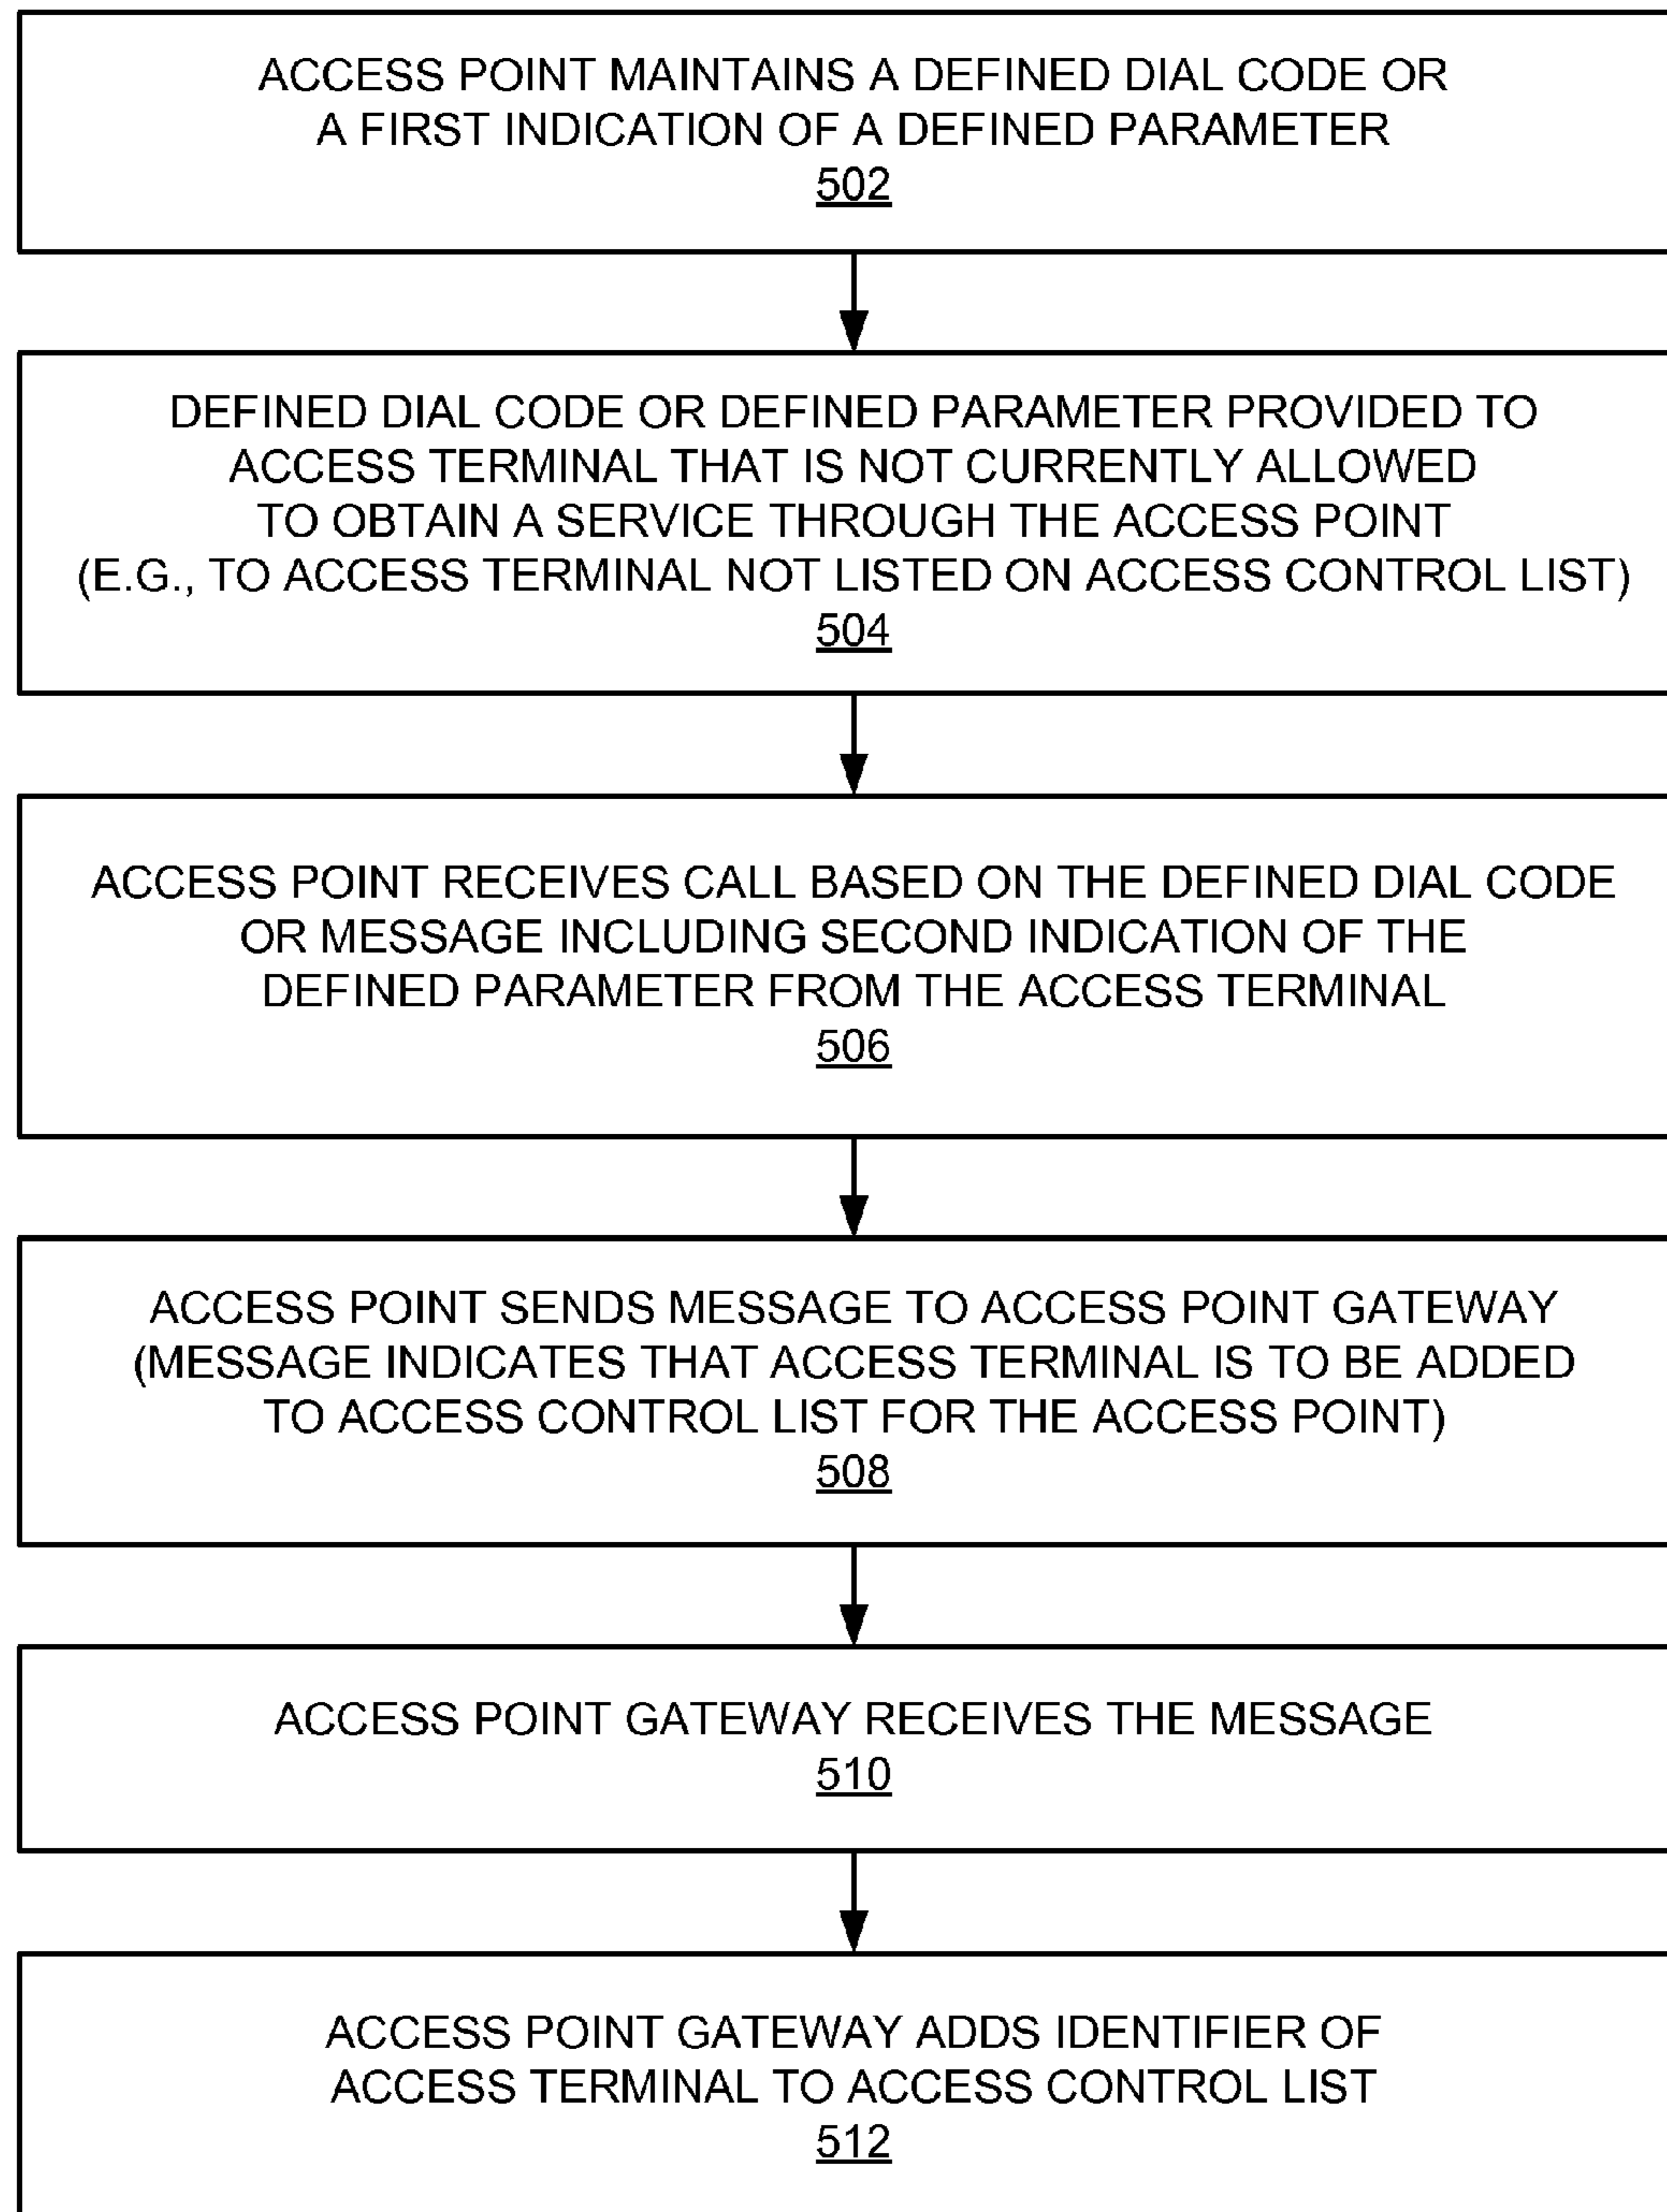 ACCESS POINT MAINTAINS A DEFINED DIAL CODE OR
A FIRST INDICATION OF A DEFINED PARAMETER
502
DEFINED DIAL CODE OR DEFINED PARAMETER PROVIDED TO
ACCESS TERMINAL THAT IS NOT CURRENTLY ALLOWED
TO OBTAIN A SERVICE THROUGH THE ACCESS POINT
(E.G., TO ACCESS TERMINAL NOT LISTED ON ACCESS CONTROL LIST)
504
ACCESS POINT RECEIVES CALL BASED ON THE DEFINED DIAL CODE
OR MESSAGE INCLUDING SECOND INDICATION OF THE
DEFINED PARAMETER FROM THE ACCESS TERMINAL
506
ACCESS POINT SENDS MESSAGE TO ACCESS POINT GATEWAY
(MESSAGE INDICATES THAT ACCESS TERMINAL IS TO BE ADDED
TO ACCESS CONTROL LIST FOR THE ACCESS POINT)
508
ACCESS POINT GATEWAY RECEIVES THE MESSAGE
510
ACCESS POINT GATEWAY ADDS IDENTIFIER OF
ACCESS TERMINAL TO ACCESS CONTROL LIST
512